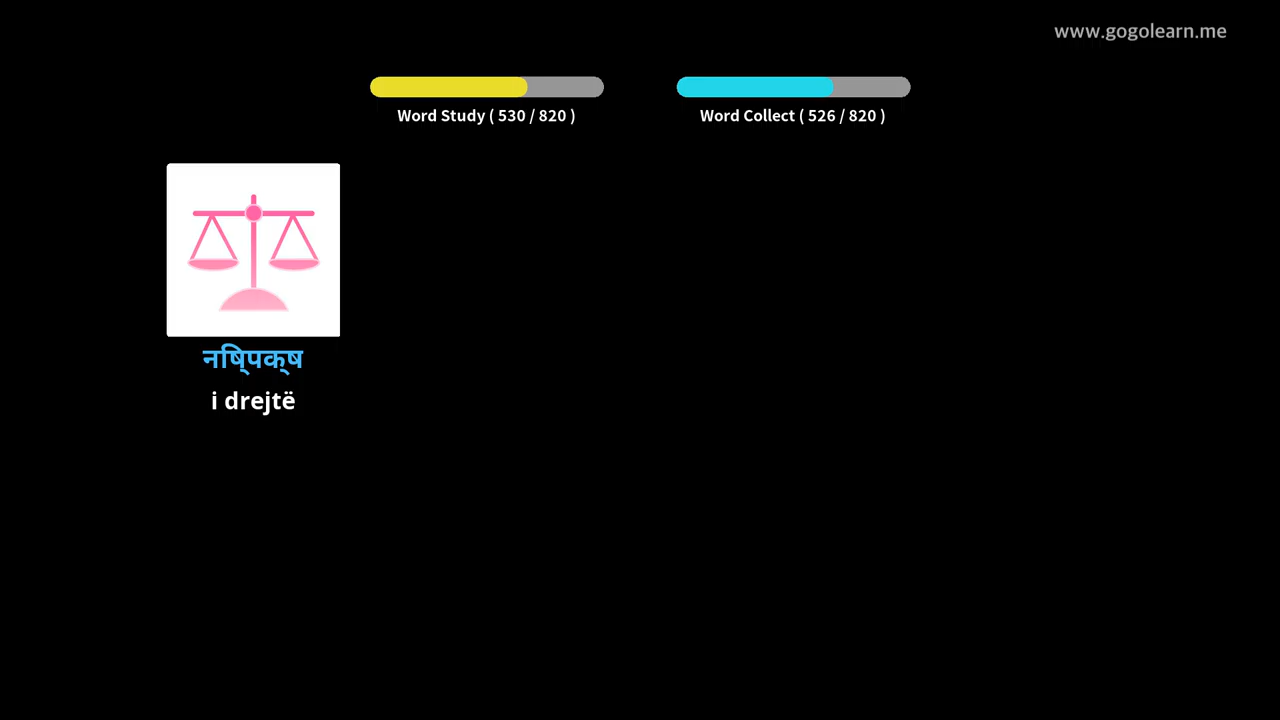 www.gogolearn.me
Word Study ( 530 / 820 )
Word Collect ( 526 / 820 )
निष्पक्ष
i drejtë